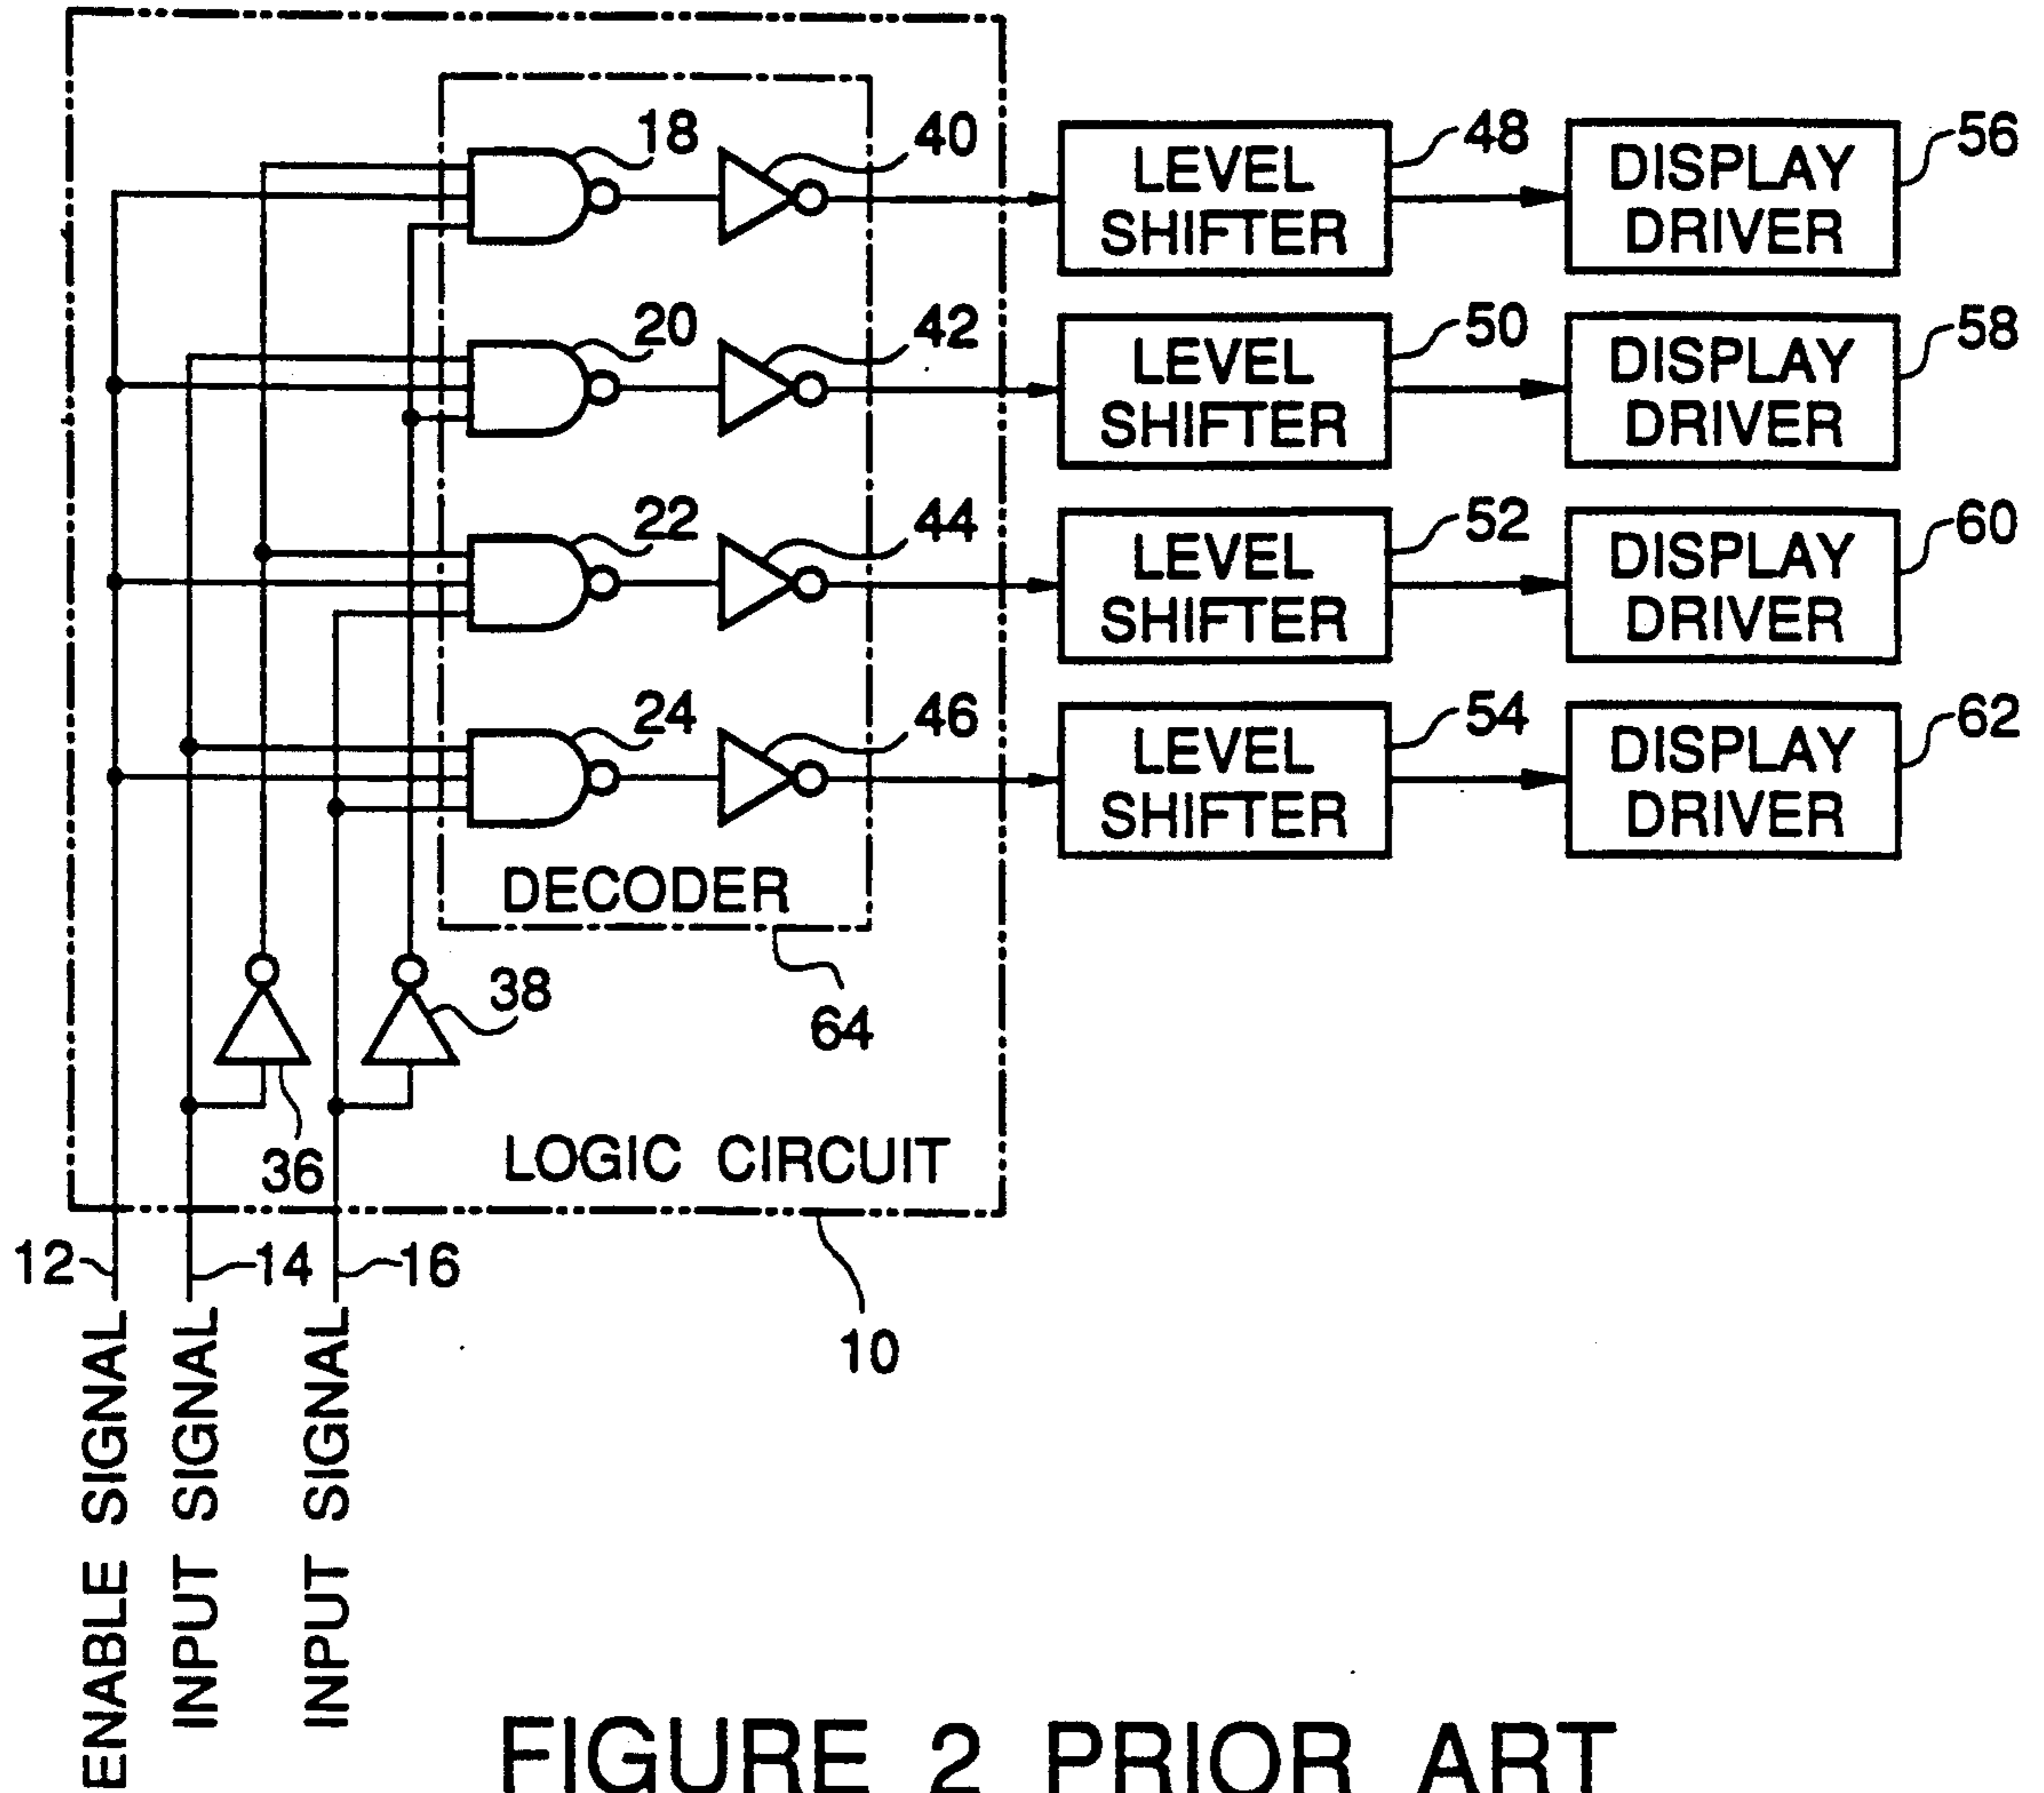 18
40
LEVEL
SHIFTER
48
DISPLAY
DRIVER
56
20
42
LEVEL
SHIFTER
50
DISPLAY
DRIVER
58
22
44
LEVEL
SHIFTER
52
DISPLAY
DRIVER
60
24
46
LEVEL
SHIFTER
54
DISPLAY
DRIVER
62
DECODER
38
64
36
LOGIC CIRCUIT
12
14
16
10
ENABLE SIGNAL
INPUT SIGNAL
INPUT SIGNAL
FIGURE 2 PRIOR ART